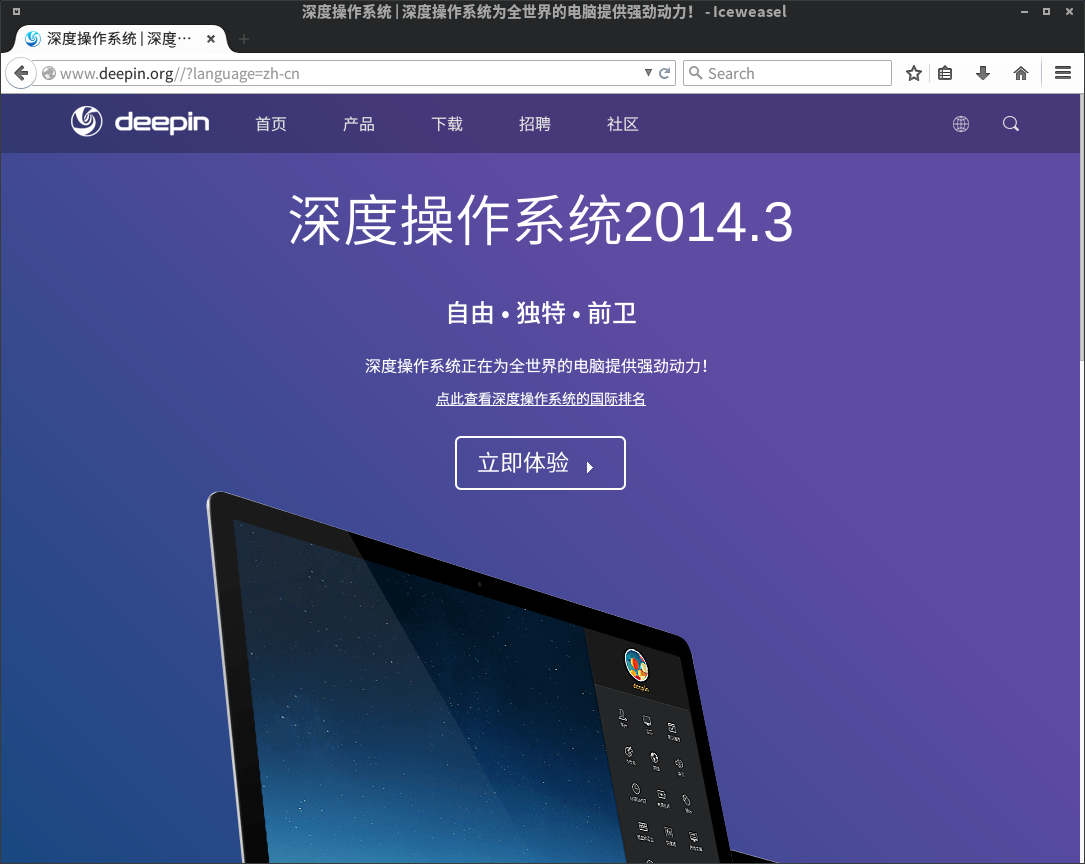 深度操作系统 | 深度操作系统为全世界的电脑提供强劲动力！ - Iceweasel
深度操作系统 | 深度…
www.deepin.org//?language=zh-cn
Search
deepin
首页
产品
下载
招聘
社区
深度操作系统2014.3
自由 • 独特 • 前卫
深度操作系统正在为全世界的电脑提供强劲动力！
点此查看深度操作系统的国际排名
立即体验
deepin